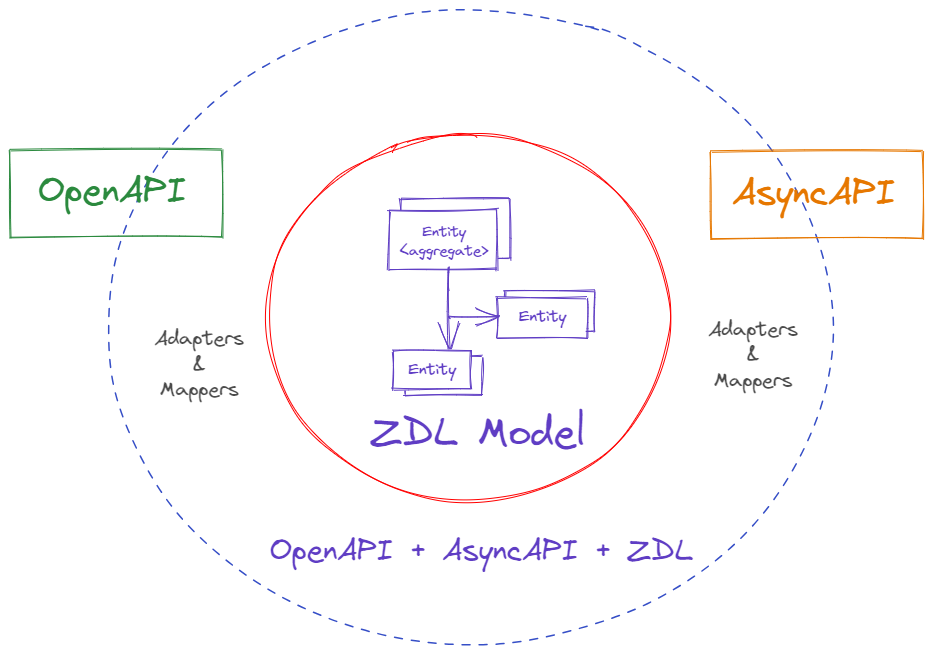 OpenAPI
AsyncAPI
Entity
<aggregate>
Entity
Entity
Adapters
&
Mappers
Adapters
&
Mappers
ZDL Model
OpenAPI + AsyncAPI + ZDL